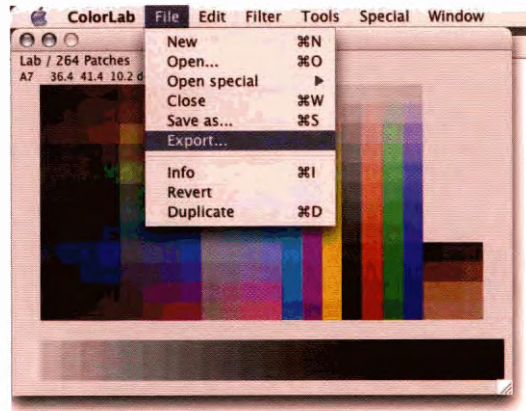 ColorLab File Edit Filter Tools Special Window
Lab / 264 Patches
A7 36.4 41.4 10.2 d
New ⌘N
Open... ⌘O
Open special ▶
Close ⌘W
Save as... ⌘S
Export...
Info ⌘I
Revert
Duplicate ⌘D